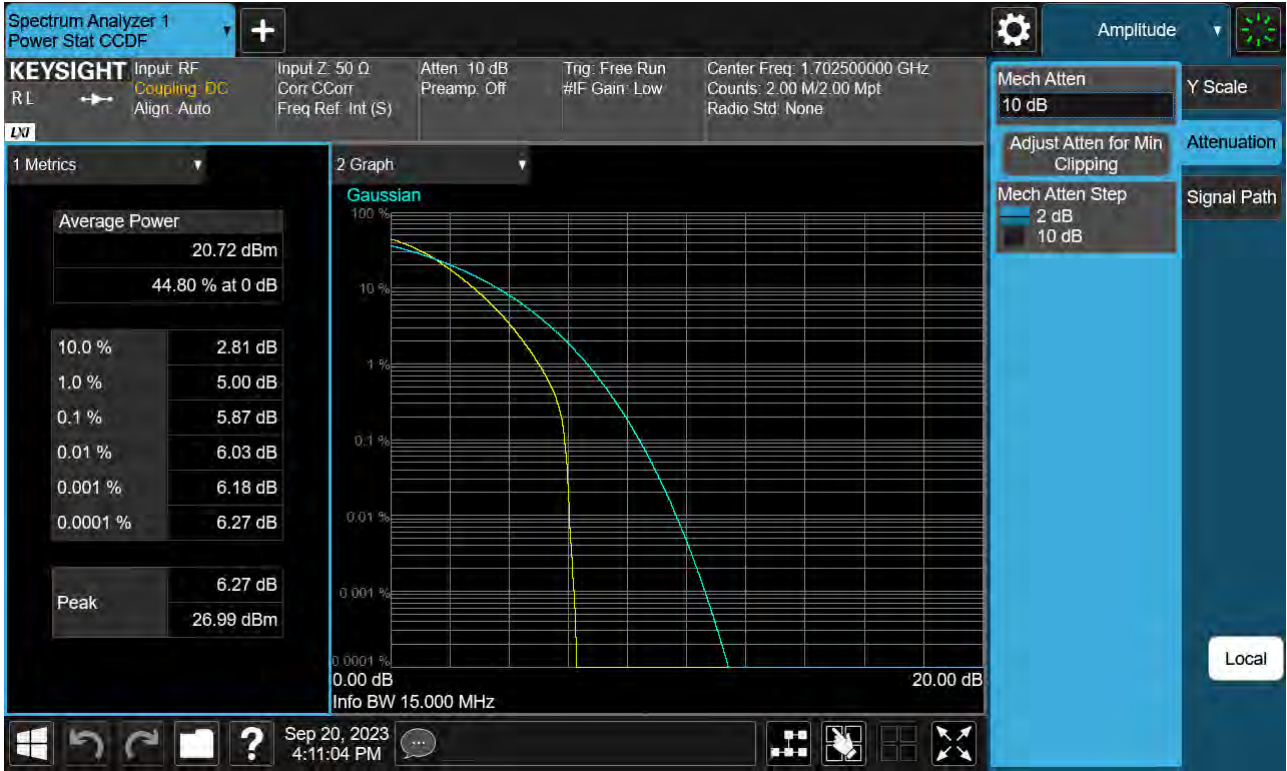 Spectrum Analyzer 1
Power Stat CCDF
Amplitude
KEYSIGHT
RL
LXI
Input: RF
Coupling: DC
Align: Auto
Input Z: 50 Ω
Corr CCorr
Freq Ref: Int (S)
Atten: 10 dB
Preamp: Off
Trig: Free Run
#IF Gain: Low
Center Freq: 1.702500000 GHz
Counts: 2.00 M/2.00 Mpt
Radio Std: None
1 Metrics
Average Power
20.72 dBm
44.80 % at 0 dB
10.0 % 2.81 dB
1.0 % 5.00 dB
0.1 % 5.87 dB
0.01 % 6.03 dB
0.001 % 6.18 dB
0.0001 % 6.27 dB
Peak
6.27 dB
26.99 dBm
2 Graph
Gaussian
100 %
10 %
1 %
0.1 %
0.01 %
0.001 %
0.0001 %
0.00 dB 20.00 dB
Info BW 15.000 MHz
Mech Atten
10 dB
Adjust Atten for Min
Clipping
Mech Atten Step
2 dB
10 dB
Y Scale
Attenuation
Signal Path
Local
?
Sep 20, 2023
4:11:04 PM